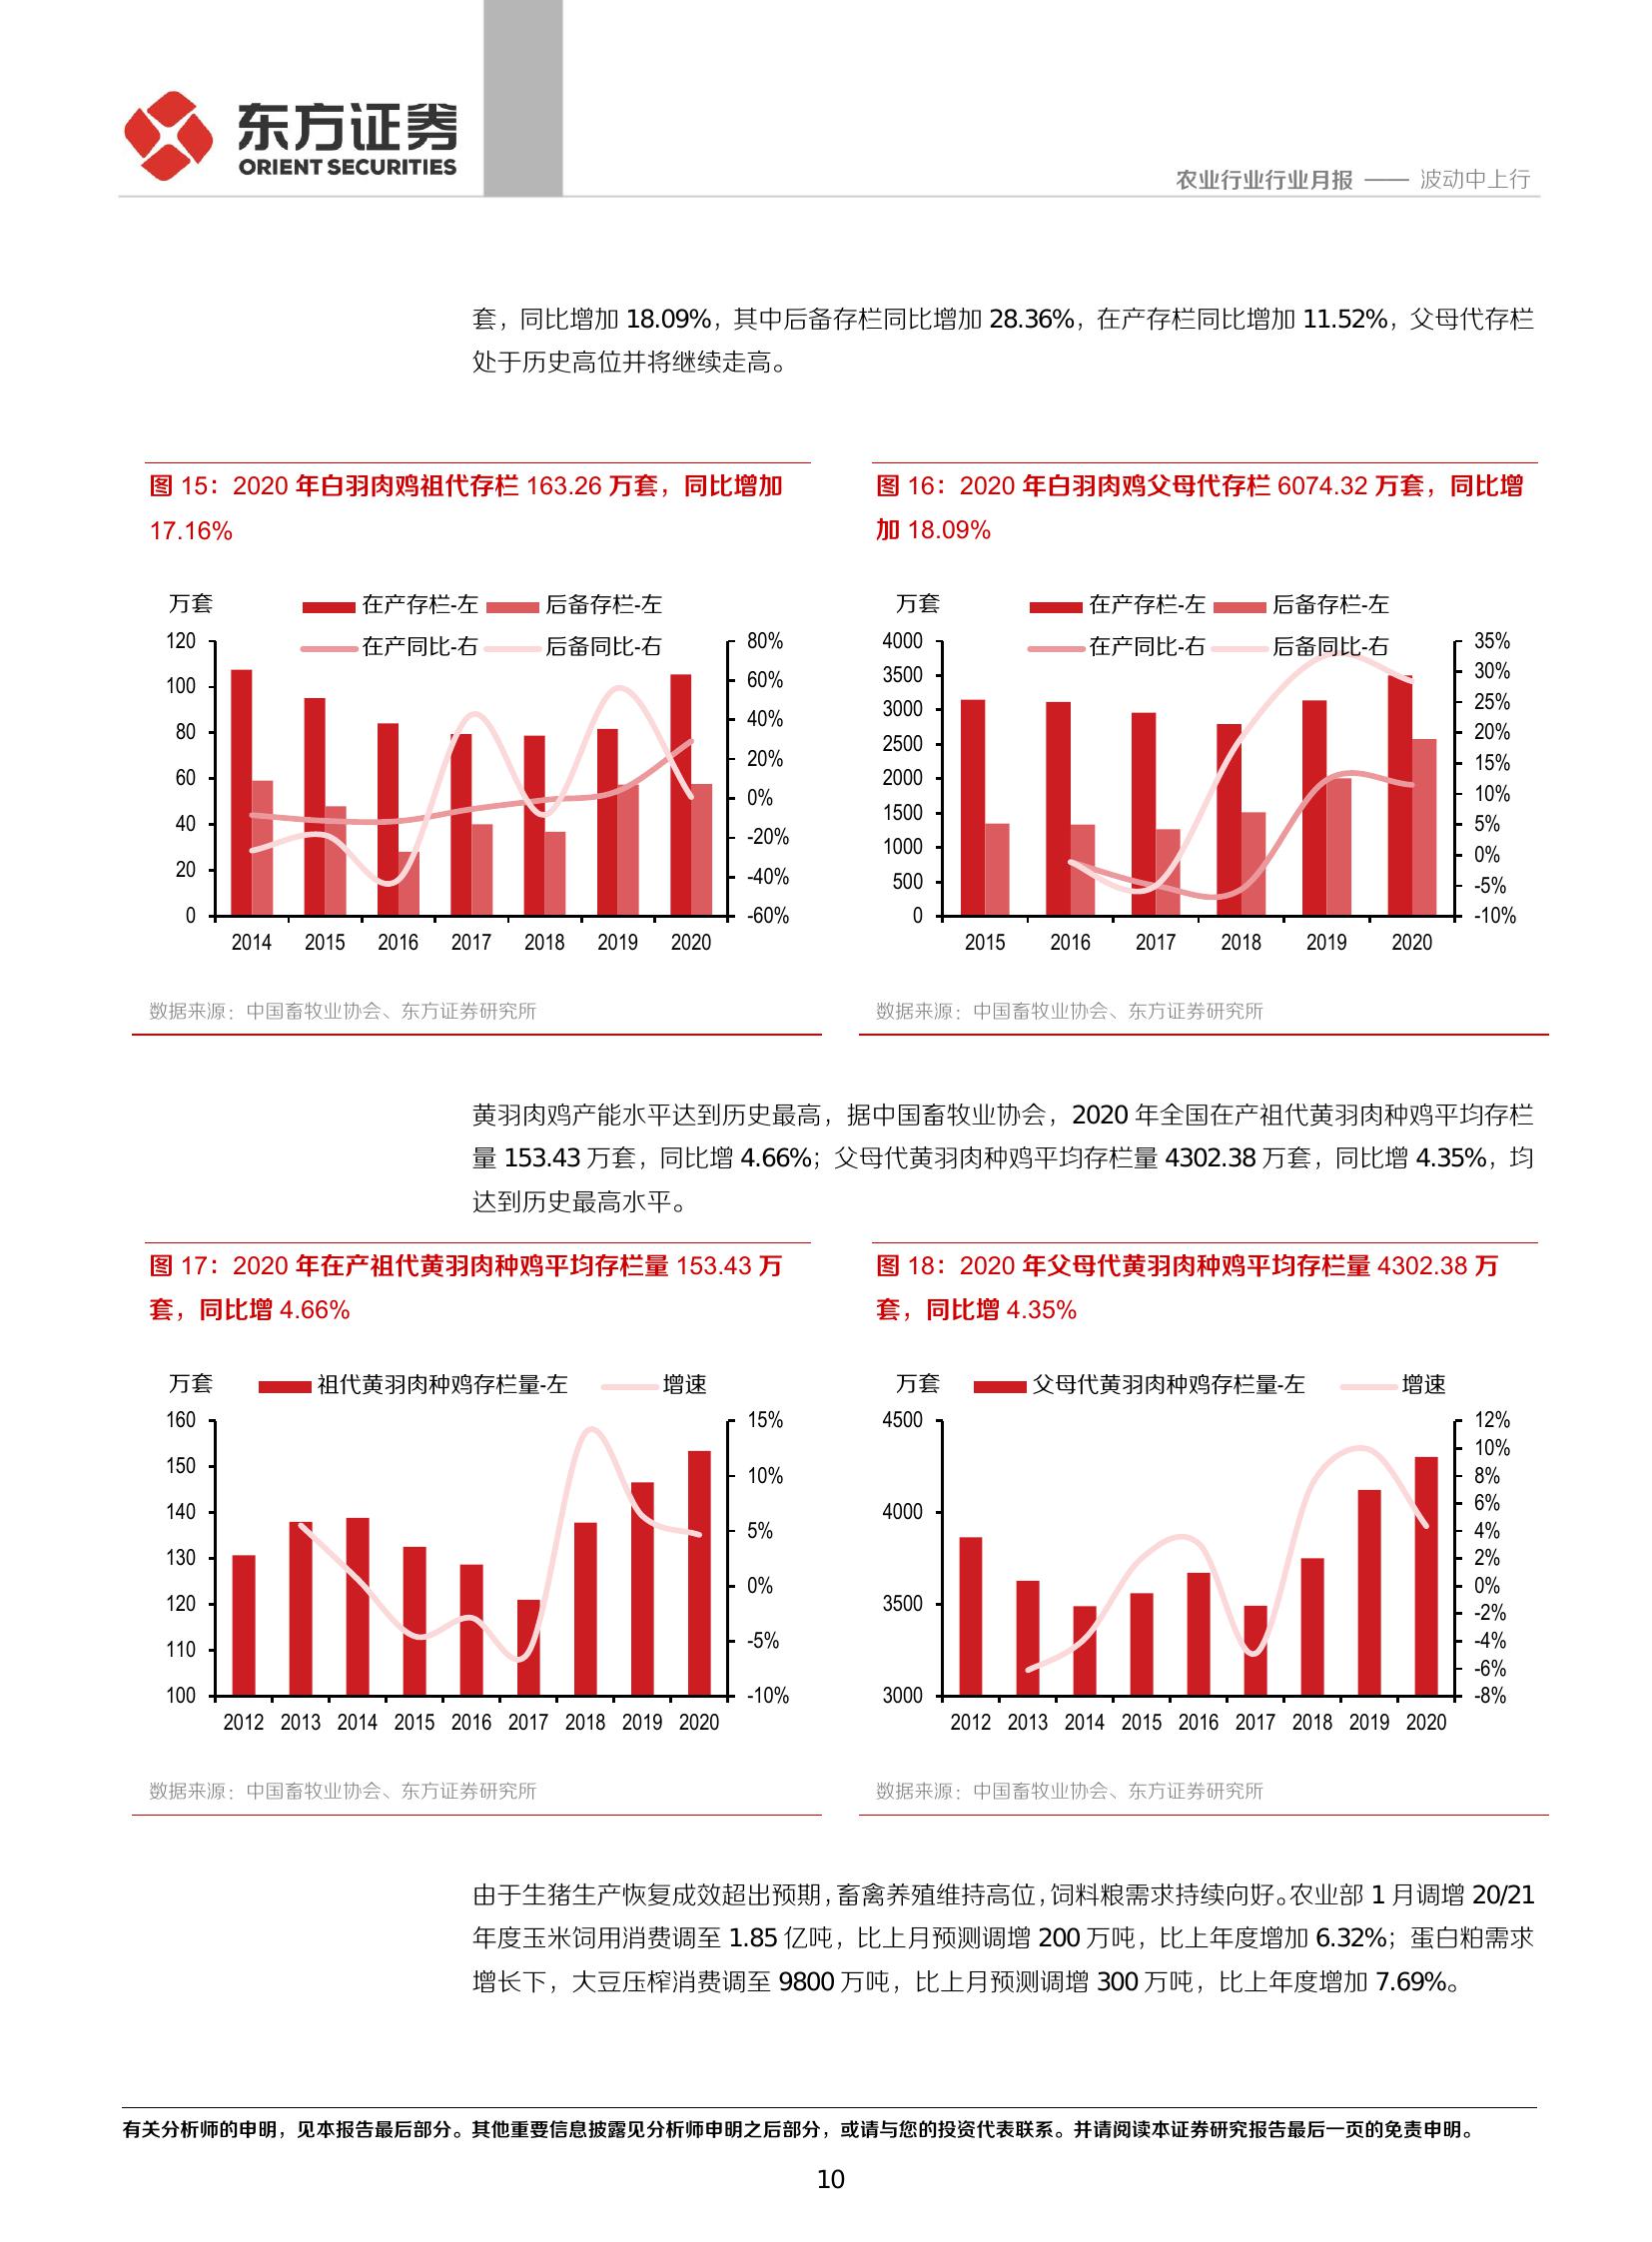 东方证券
ORIENT SECURITIES
农业行业行业月报 —— 波动中上行
套，同比增加 18.09%，其中后备存栏同比增加 28.36%，在产存栏同比增加 11.52%，父母代存栏
处于历史高位并将继续走高。
图 15：2020 年白羽肉鸡祖代存栏 163.26 万套，同比增加
17.16%
万套 在产存栏-左 后备存栏-左
在产同比-右 后备同比-右
120 80%
100 60%
80 40%
60 20%
40 0%
20 -20%
0 -40%
-60%
2014 2015 2016 2017 2018 2019 2020
数据来源：中国畜牧业协会、东方证券研究所
图 16：2020 年白羽肉鸡父母代存栏 6074.32 万套，同比增
加 18.09%
万套 在产存栏-左 后备存栏-左
在产同比-右 后备同比-右
4000 35%
3500 30%
3000 25%
2500 20%
2000 15%
1500 10%
1000 5%
500 0%
0 -5%
-10%
2015 2016 2017 2018 2019 2020
数据来源：中国畜牧业协会、东方证券研究所
黄羽肉鸡产能水平达到历史最高，据中国畜牧业协会，2020 年全国在产祖代黄羽肉种鸡平均存栏
量 153.43 万套，同比增 4.66%；父母代黄羽肉种鸡平均存栏量 4302.38 万套，同比增 4.35%，均
达到历史最高水平。
图 17：2020 年在产祖代黄羽肉种鸡平均存栏量 153.43 万
套，同比增 4.66%
万套 祖代黄羽肉种鸡存栏量-左 增速
160 15%
150 10%
140 5%
130 0%
120 -5%
110 -10%
100
2012 2013 2014 2015 2016 2017 2018 2019 2020
数据来源：中国畜牧业协会、东方证券研究所
图 18：2020 年父母代黄羽肉种鸡平均存栏量 4302.38 万
套，同比增 4.35%
万套 父母代黄羽肉种鸡存栏量-左 增速
4500 12%
4000 10%
3500 8%
3000 6%
4%
2%
0%
-2%
-4%
-6%
-8%
2012 2013 2014 2015 2016 2017 2018 2019 2020
数据来源：中国畜牧业协会、东方证券研究所
由于生猪生产恢复成效超出预期，畜禽养殖维持高位，饲料粮需求持续向好。农业部 1 月调增 20/21
年度玉米饲用消费调至 1.85 亿吨，比上月预测调增 200 万吨，比上年度增加 6.32%；蛋白粕需求
增长下，大豆压榨消费调至 9800 万吨，比上月预测调增 300 万吨，比上年度增加 7.69%。
有关分析师的申明，见本报告最后部分。其他重要信息披露见分析师申明之后部分，或请与您的投资代表联系。并请阅读本证券研究报告最后一页的免责申明。
10